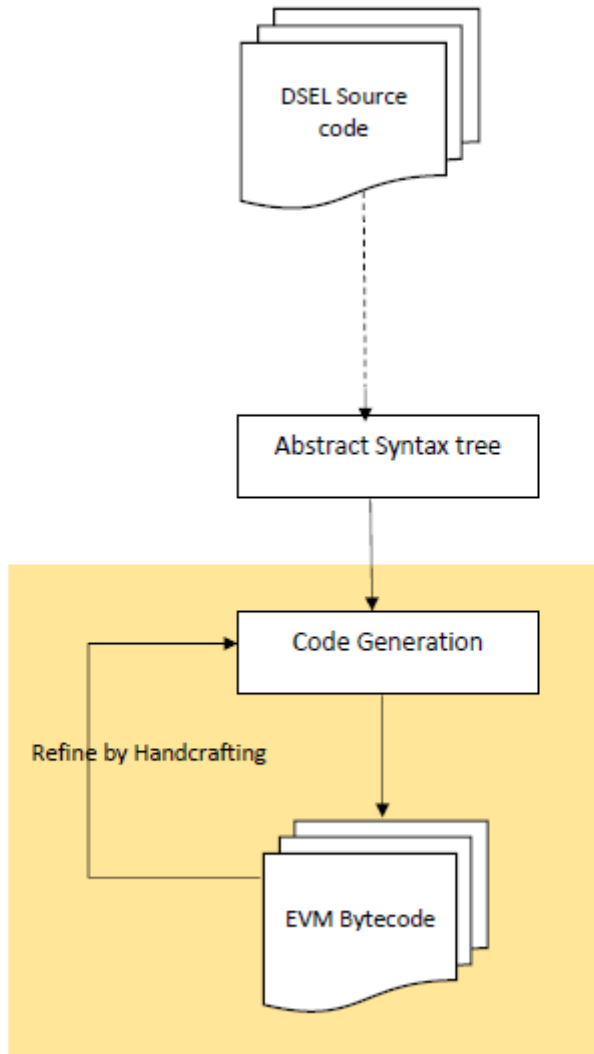 DSEL Source
code
Abstract Syntax tree
Code Generation
Refine by Handcrafting
EVM Bytecode